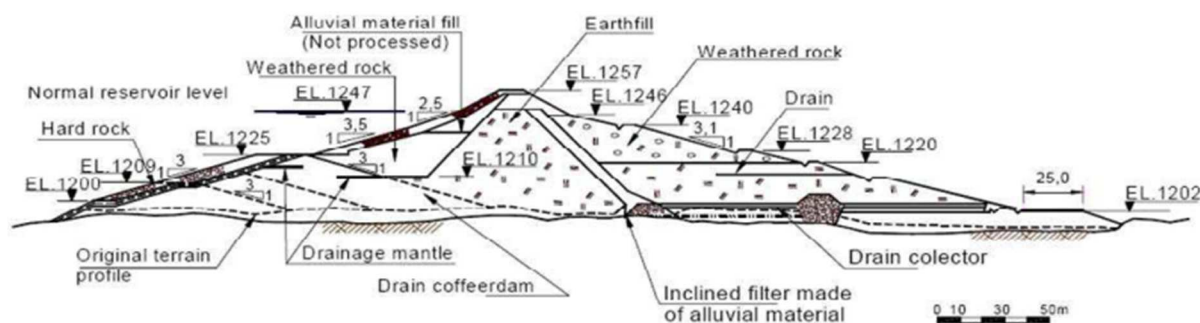 Alluvial material fill
(Not processed)
Earthfill
Weathered rock
Weathered rock
EL.1257
EL.1246
Normal reservoir level
EL.1247
EL.1240
Drain
Hard rock
2,5
1
3,5
1
3,1
1
EL.1228
EL.1225
EL.1220
EL.1209
3
1
3
1
EL.1210
EL.1200
3
1
25,0
EL.1202
Original terrain
profile
Drainage mantle
Drain coffeerdam
Drain colector
Inclined filter made
of alluvial material
0 10 30 50m